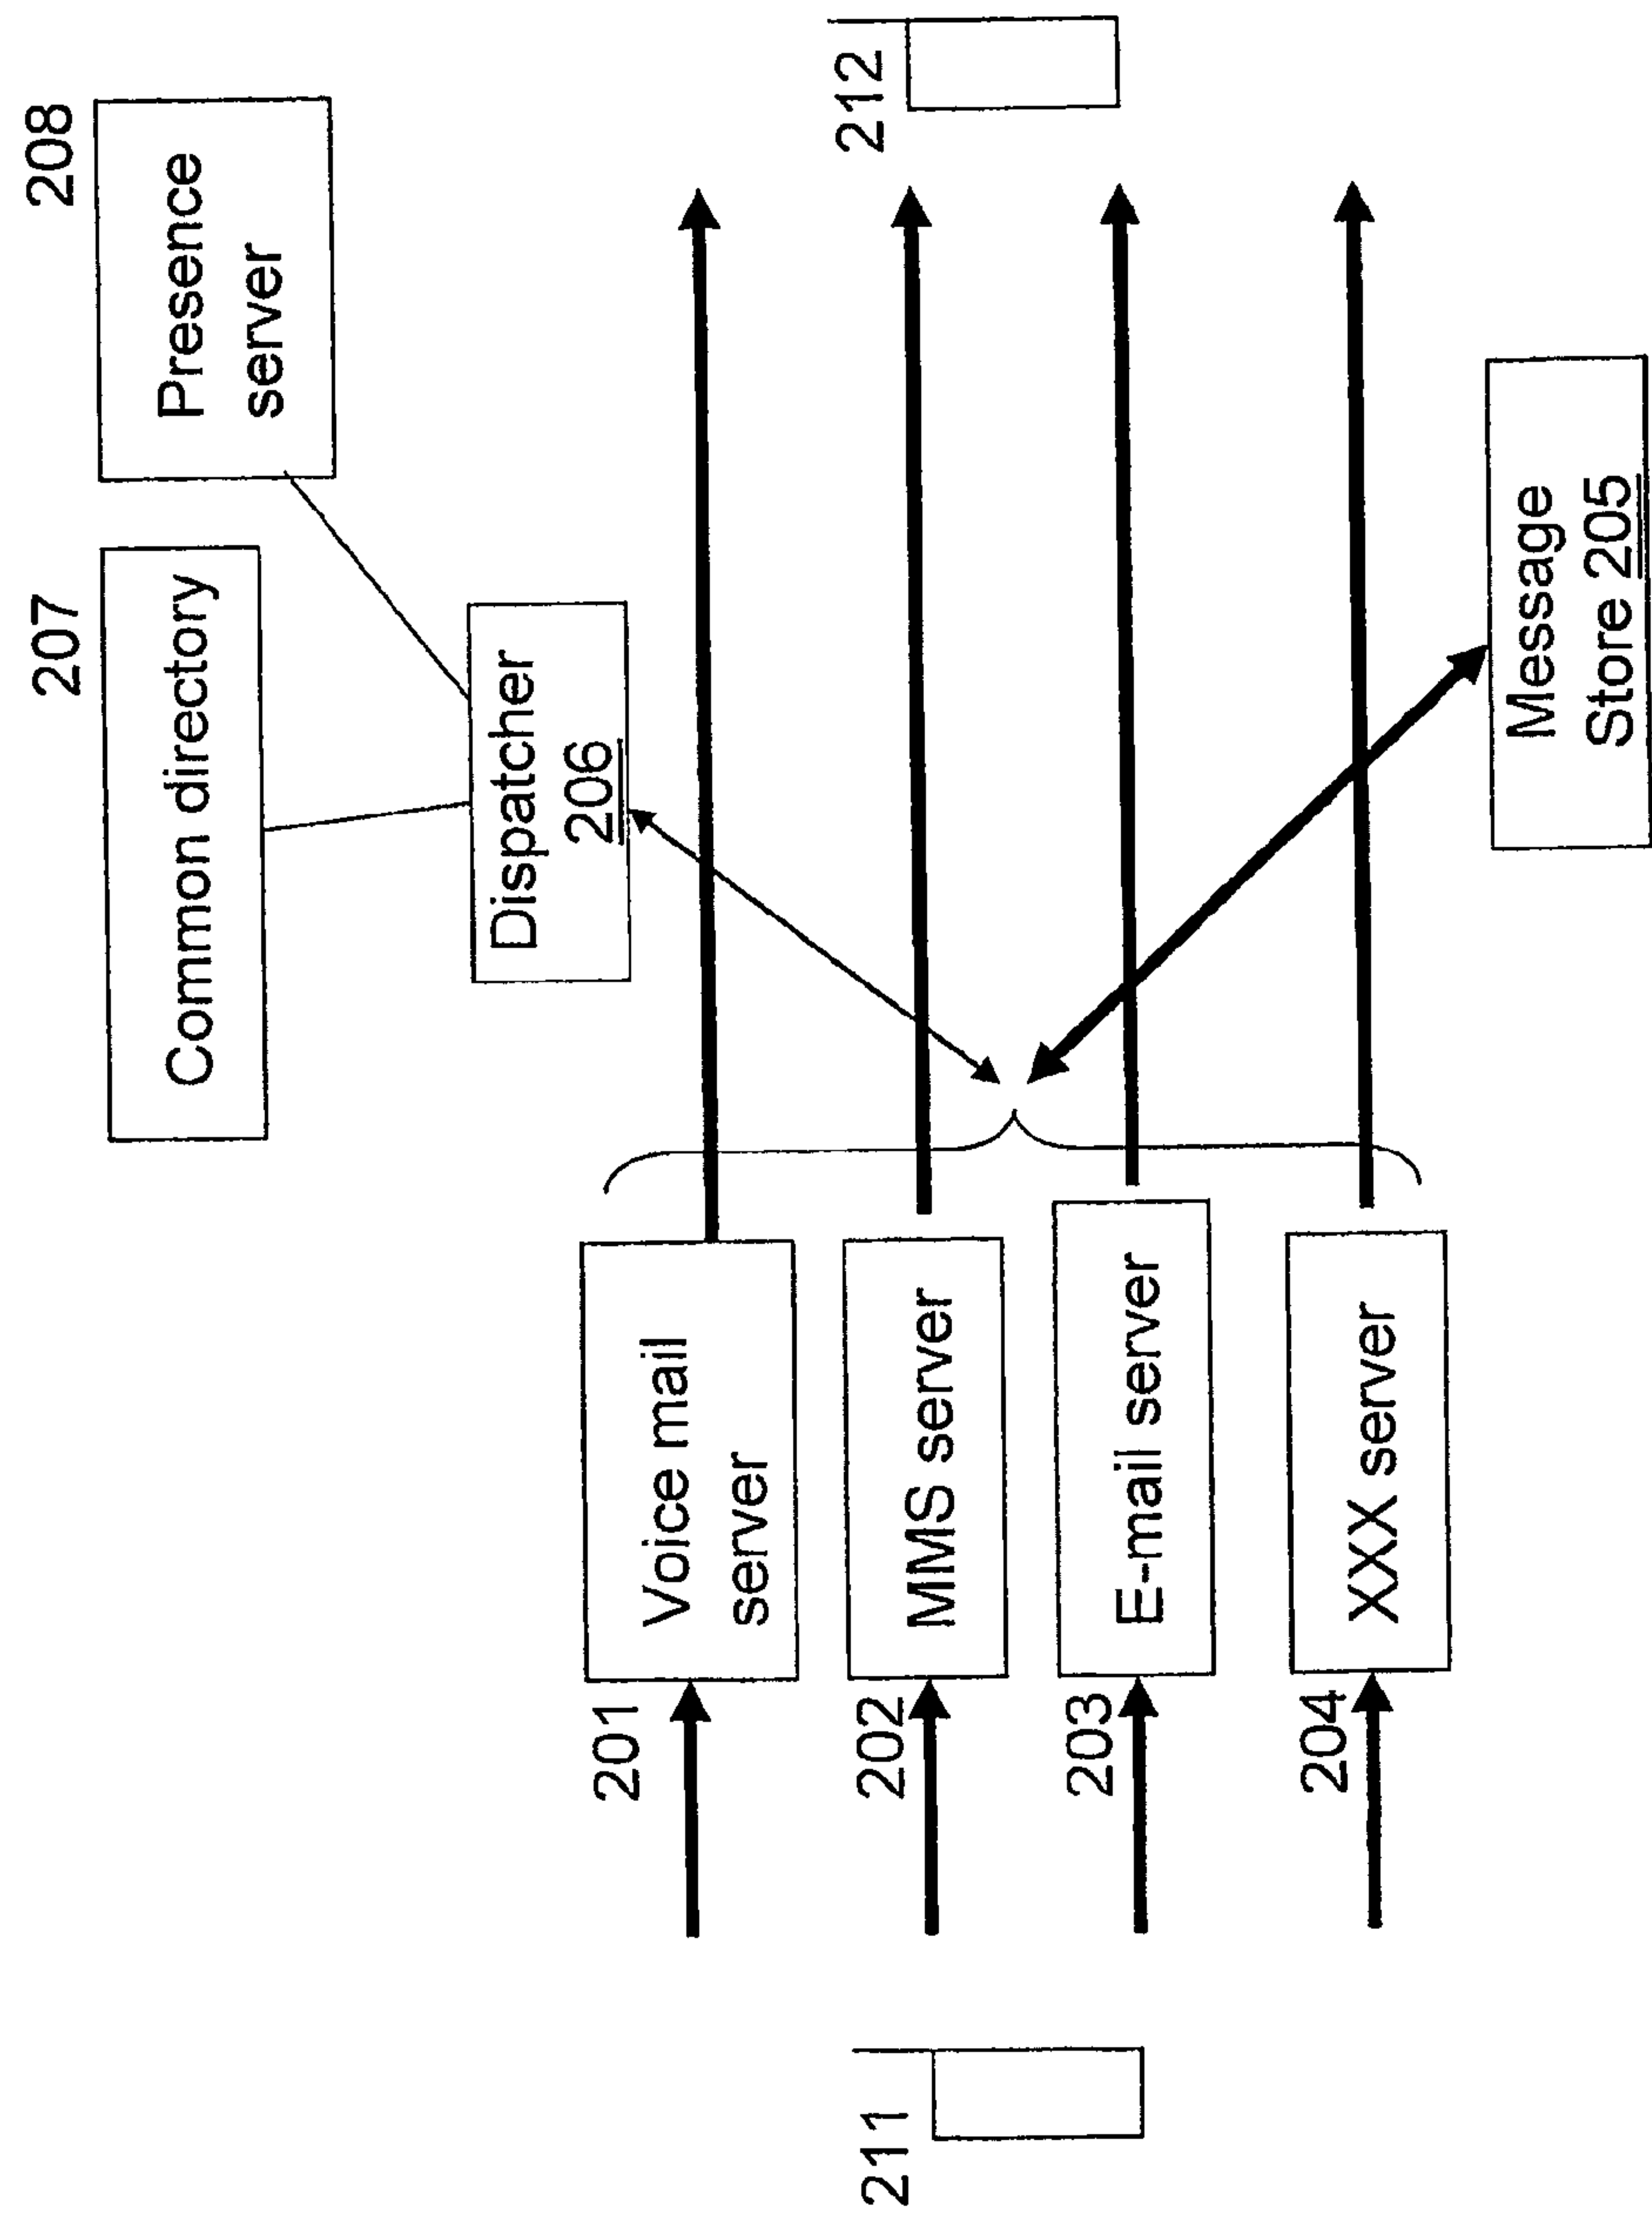 207
208
Common directory
Presence
server
Dispatcher
206
201
Voice mail
server
202
MMS server
203
E-mail server
204
XXX server
211
212
Message
Store 205